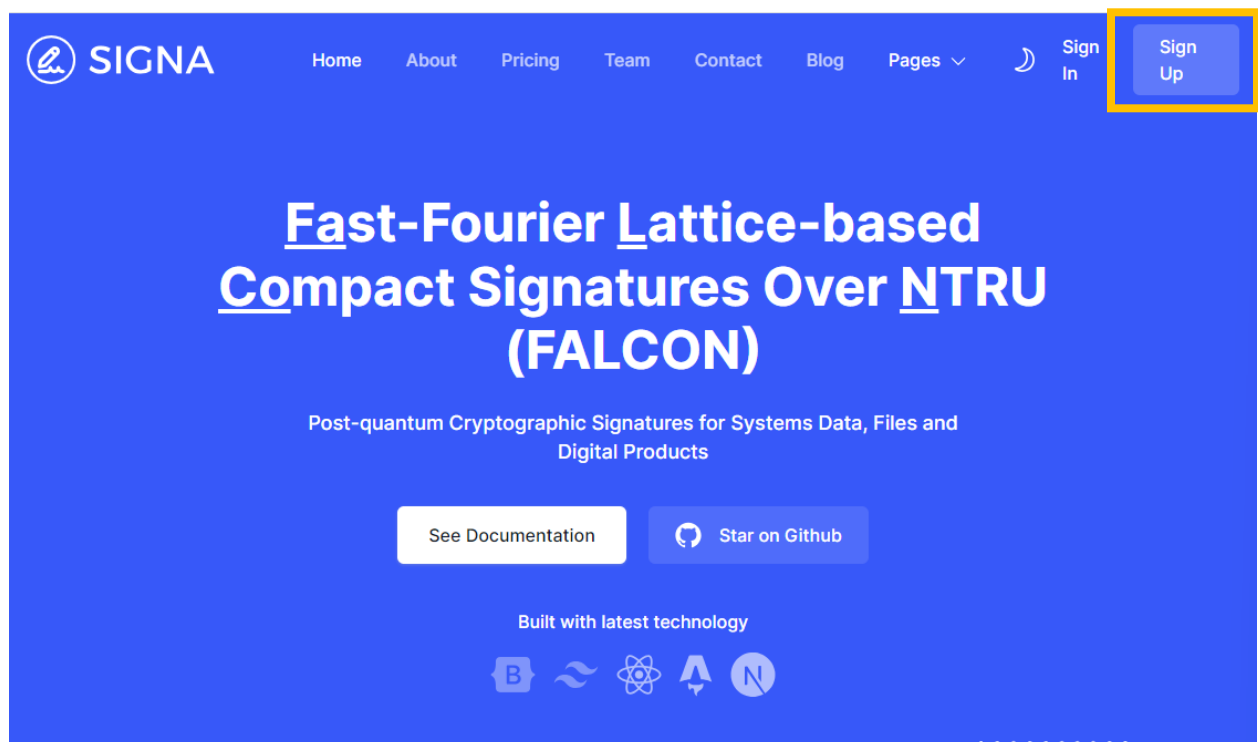 SIGNA
Home About Pricing Team Contact Blog Pages
Sign
In
Sign
Up
Fast-Fourier Lattice-based
Compact Signatures Over NTRU
(FALCON)
Post-quantum Cryptographic Signatures for Systems Data, Files and
Digital Products
See Documentation
Star on Github
Built with latest technology
B
N